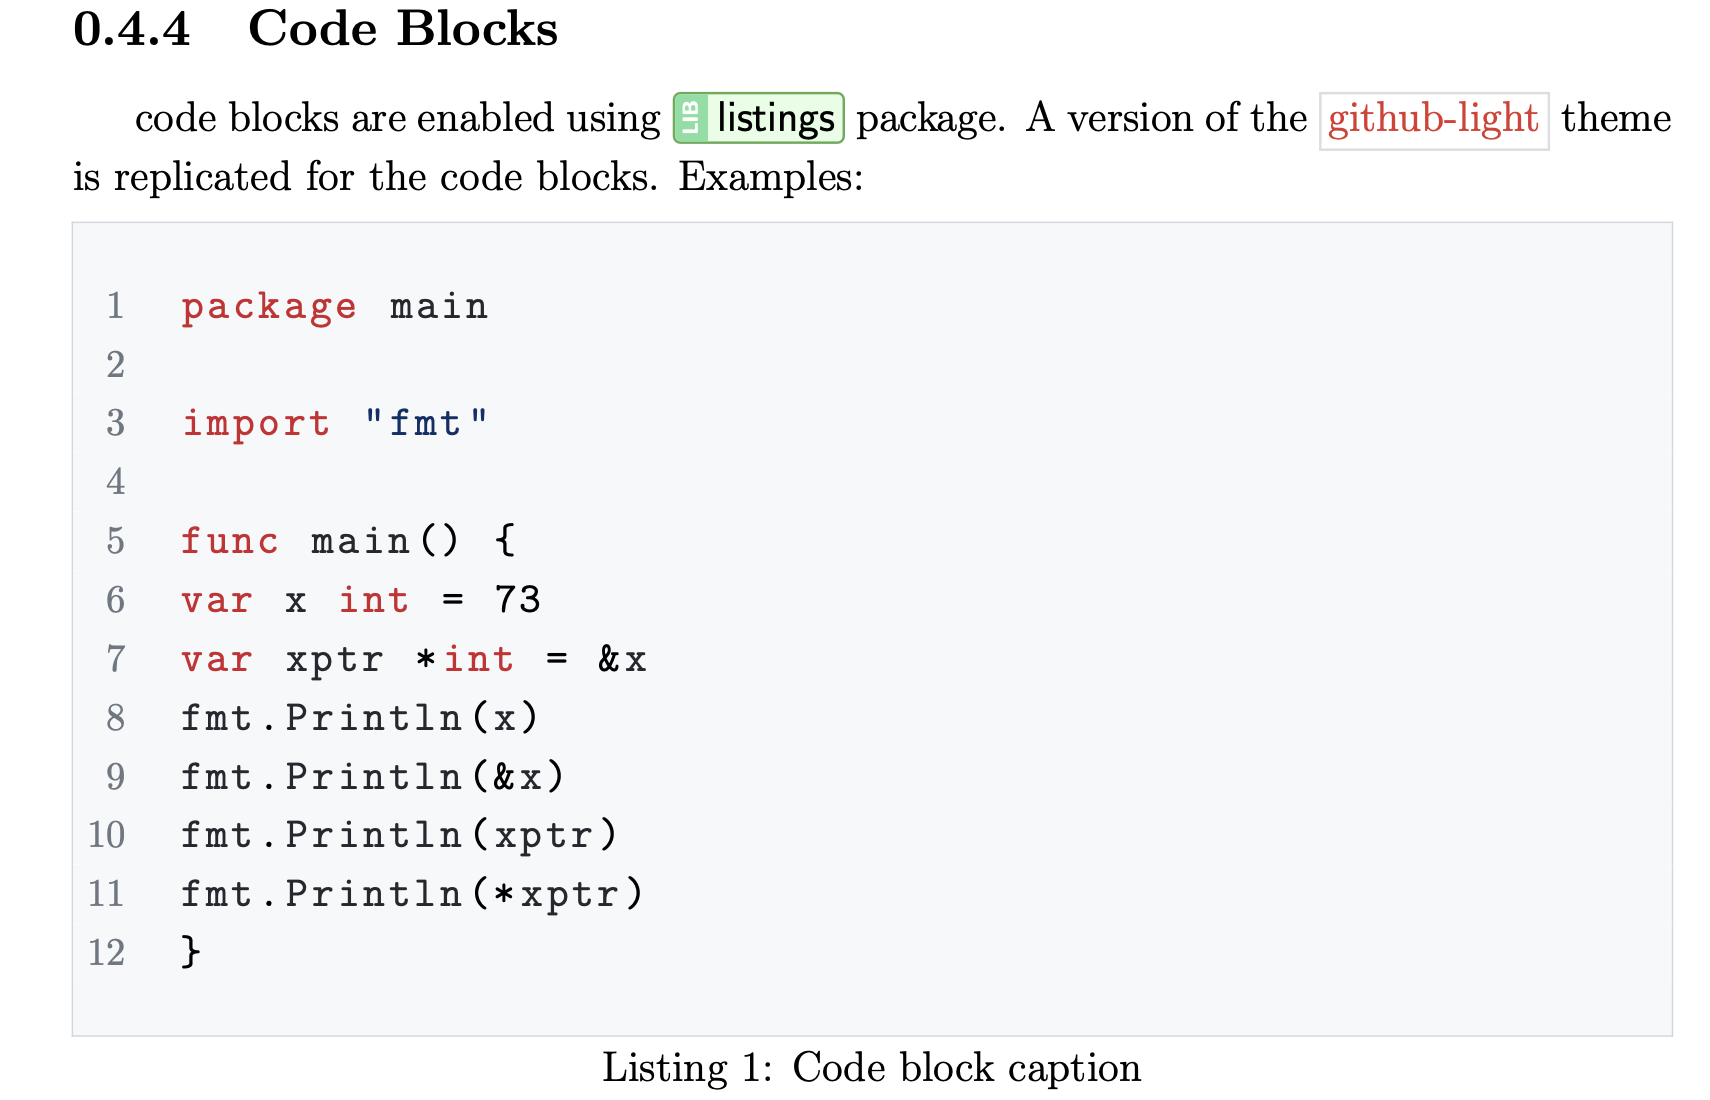 0.4.4 Code Blocks
code blocks are enabled using LIB listings package. A version of the github-light theme
is replicated for the code blocks. Examples:
1 package main
2
3 import "fmt"
4
5 func main() {
6 var x int = 73
7 var xptr *int = &x
8 fmt.Println(x)
9 fmt.Println(&x)
10 fmt.Println(xptr)
11 fmt.Println(*xptr)
12 }
Listing 1: Code block caption